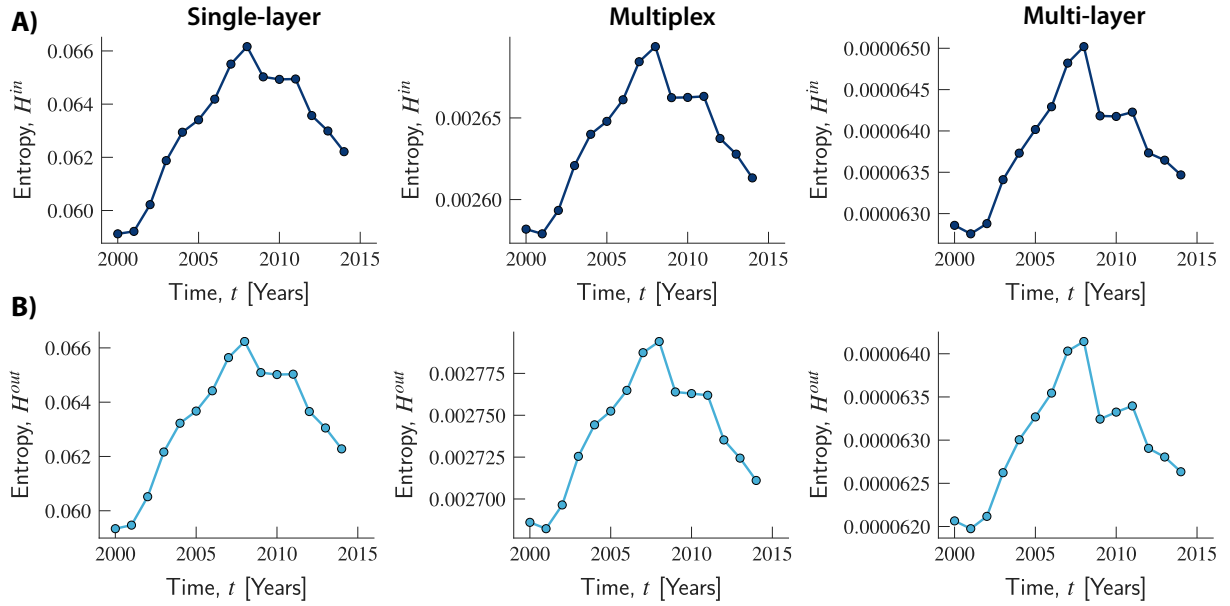 A)
Single-layer
Multiplex
Multi-layer
Entropy, H^in
0.066
0.064
0.062
0.060
2000 2005 2010 2015
Time, t [Years]
Entropy, H^in
0.00265
0.00260
2000 2005 2010 2015
Time, t [Years]
Entropy, H^in
0.0000650
0.0000645
0.0000640
0.0000635
0.0000630
2000 2005 2010 2015
Time, t [Years]
B)
Entropy, H^out
0.066
0.064
0.062
0.060
2000 2005 2010 2015
Time, t [Years]
Entropy, H^out
0.002775
0.002750
0.002725
0.002700
2000 2005 2010 2015
Time, t [Years]
Entropy, H^out
0.0000640
0.0000635
0.0000630
0.0000625
0.0000620
2000 2005 2010 2015
Time, t [Years]